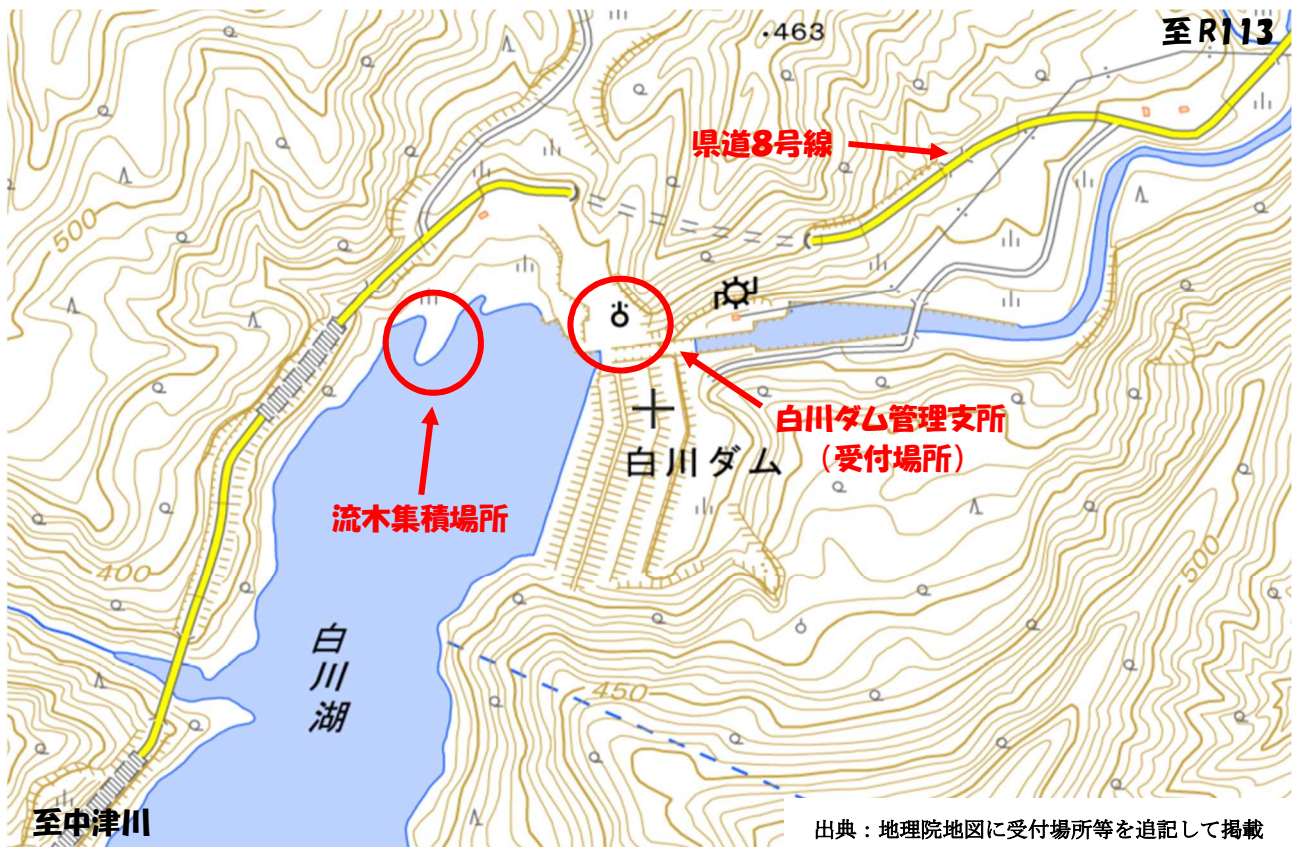 ・463
至R113
県道8号線
500
白川ダム管理支所
（受付場所）
白川ダム
流木集積場所
500
400
白川湖
450
至中津川
出典：地理院地図に受付場所等を追記して掲載